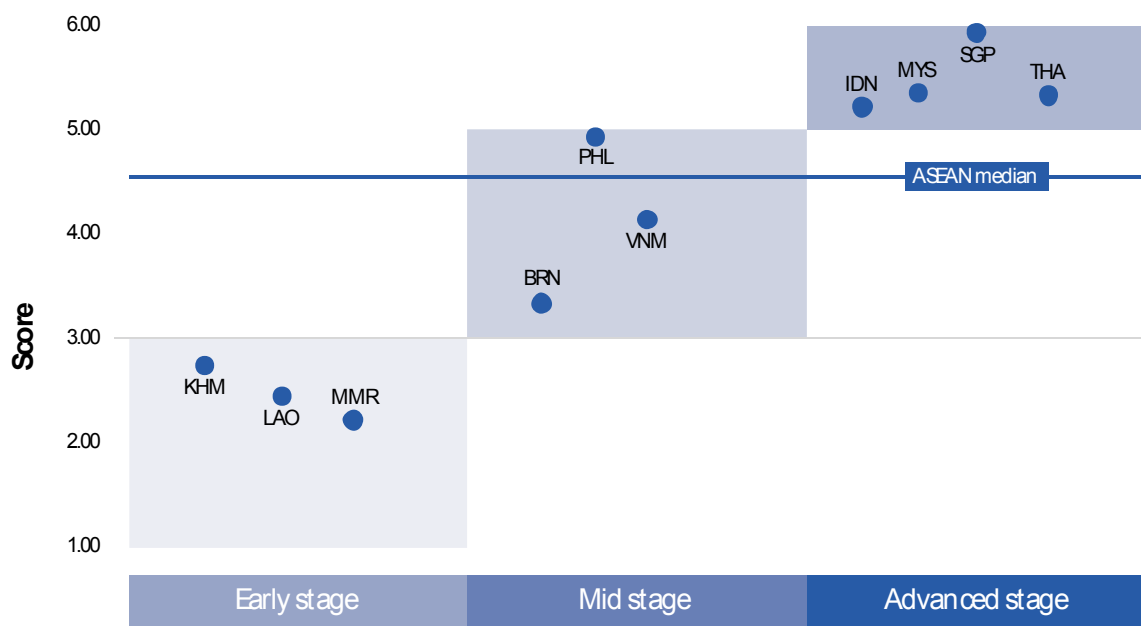 6.00
SGP
MYS
THA
IDN
5.00
PHL
ASEAN median
4.00
VNM
BRN
Score
3.00
KHM
MMR
LAO
2.00
1.00
Early stage
Mid stage
Advanced stage